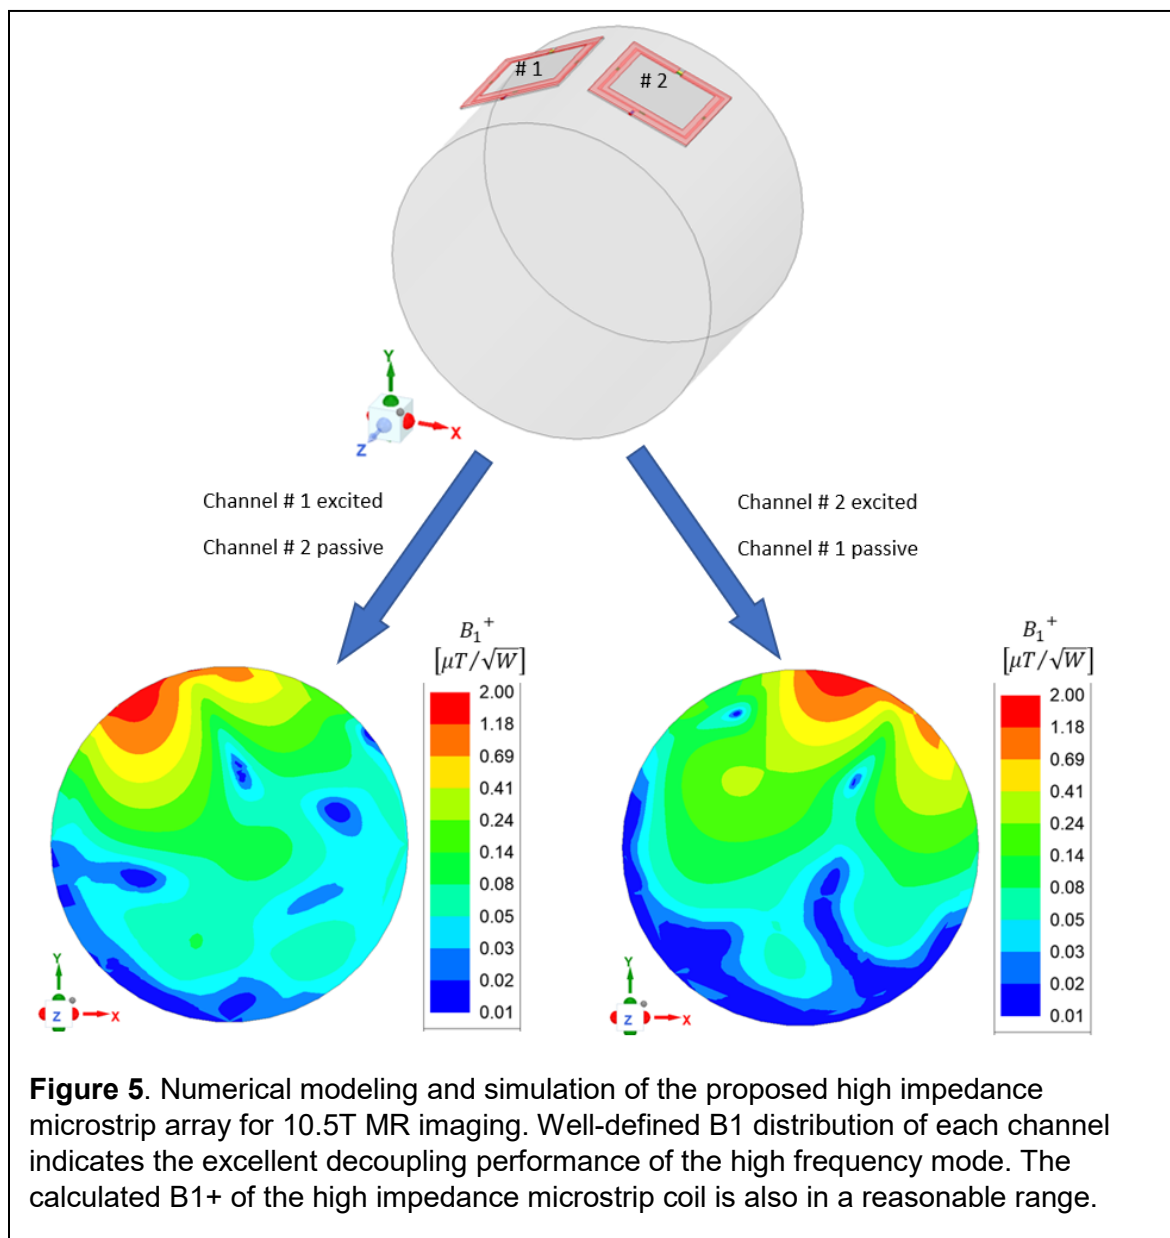 # 1
# 2
Y
X
Z
Channel # 1 excited
Channel # 2 passive
Channel # 2 excited
Channel # 1 passive
B₁⁺
[μT/√W]
2.00
1.18
0.69
0.41
0.24
0.14
0.08
0.05
0.03
0.02
0.01
Y
Z
X
B₁⁺
[μT/√W]
2.00
1.18
0.69
0.41
0.24
0.14
0.08
0.05
0.03
0.02
0.01
Y
Z
X
Figure 5. Numerical modeling and simulation of the proposed high impedance
microstrip array for 10.5T MR imaging. Well-defined B1 distribution of each channel
indicates the excellent decoupling performance of the high frequency mode. The
calculated B1+ of the high impedance microstrip coil is also in a reasonable range.